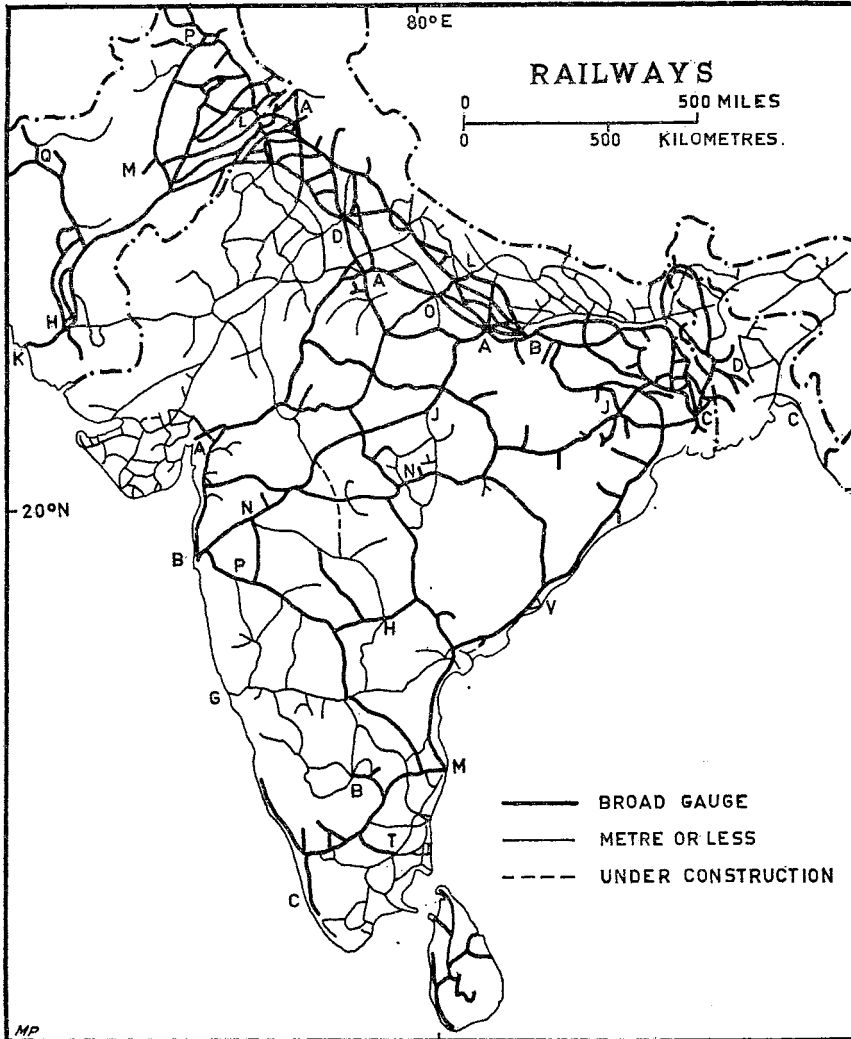 80°E
P
RAILWAYS
0 500 MILES
A
L
0 500 KILOMETRES.
Q
M
D
L
A
O
H
A B
K
D
J J C C
A
N
N
20°N
B P
V
H
G
M
B
BROAD GAUGE
T METRE OR LESS
UNDER CONSTRUCTION
C
MP